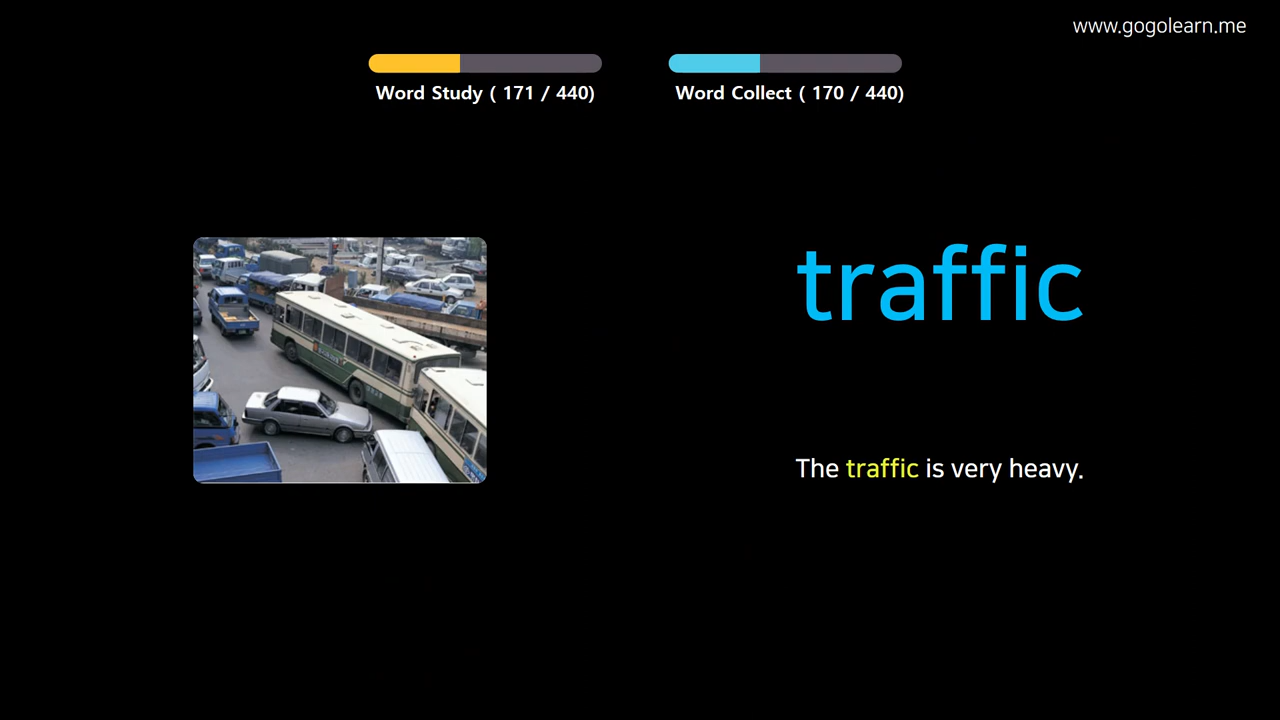 www.gogolearn.me
Word Study ( 171 / 440)
Word Collect ( 170 / 440)
traffic
The traffic is very heavy.